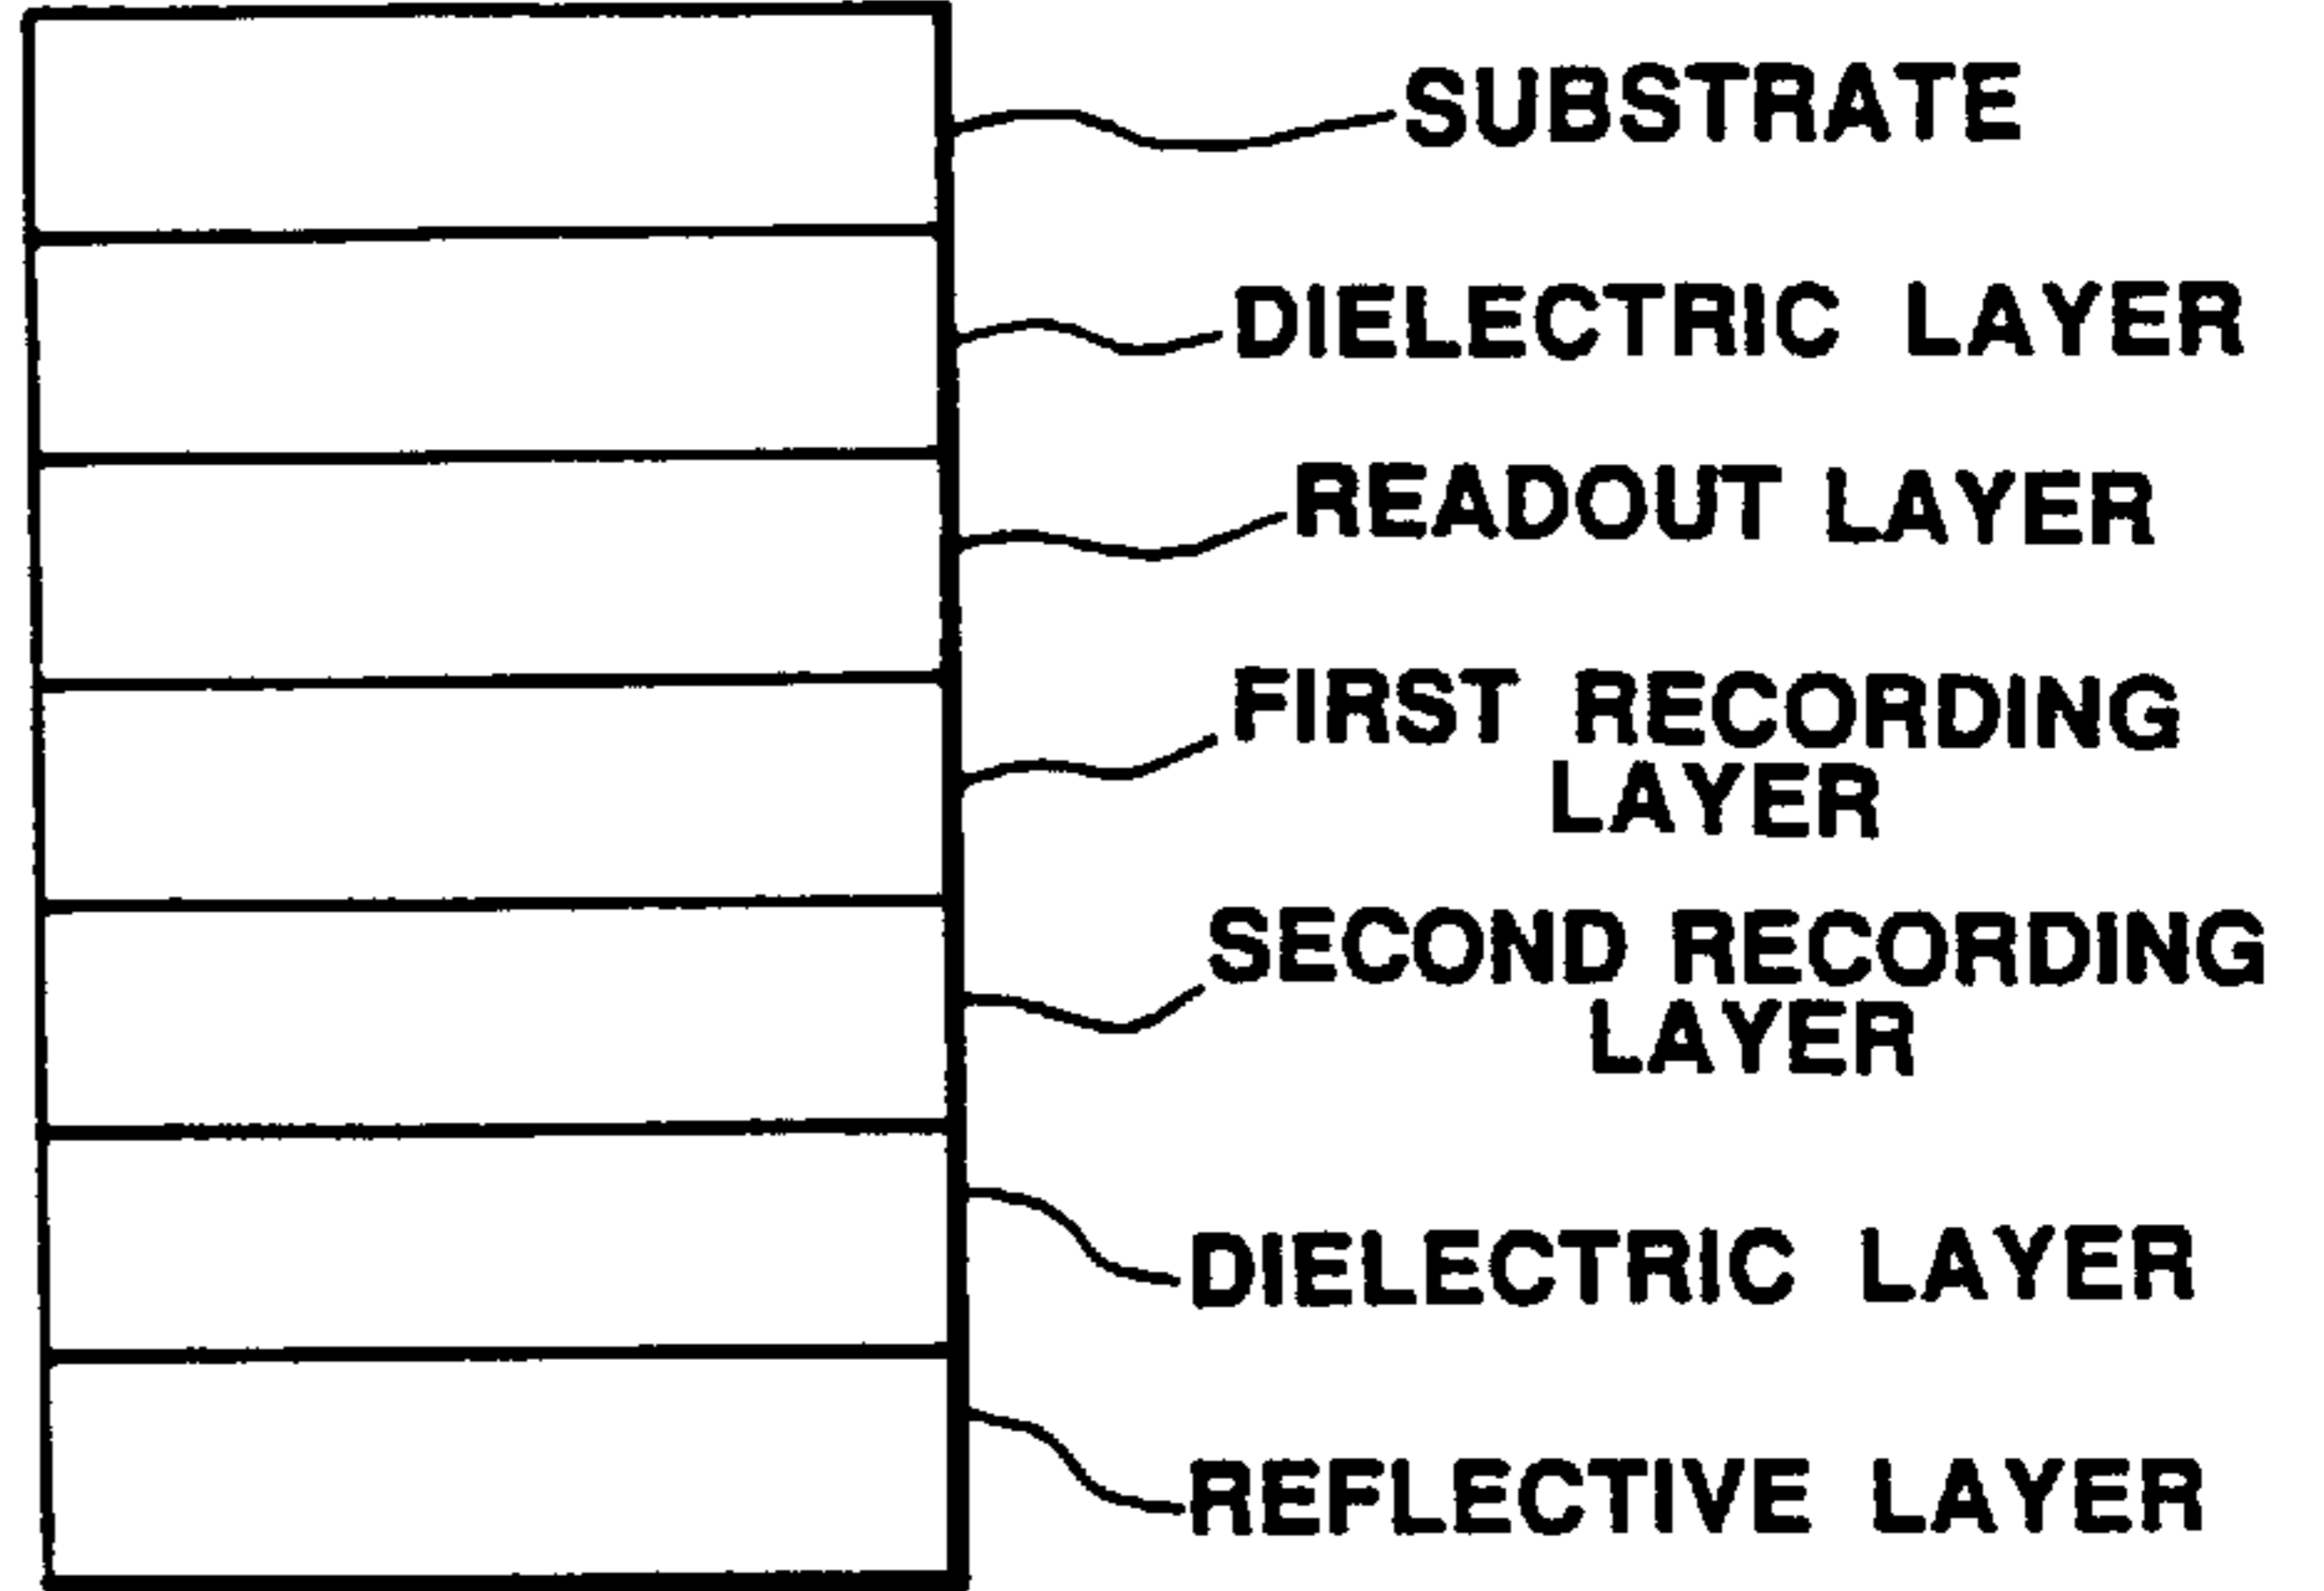 SUBSTRATE
DIELECTRIC LAYER
READOUT LAYER
FIRST RECORDING
LAYER
SECOND RECORDING
LAYER
DIELECTRIC LAYER
REFLECTIVE LAYER